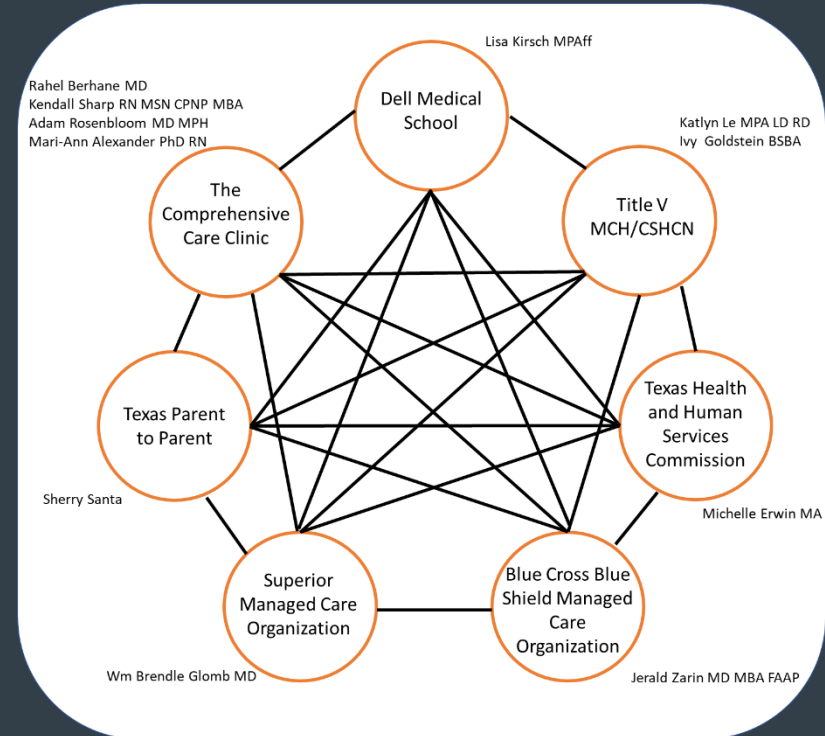 Lisa Kirsch MPAff
Dell Medical
School
Rahel Berhane MD
Kendall Sharp RN MSN CPNP MBA
Adam Rosenbloom MD MPH
Mari-Ann Alexander PhD RN
The
Comprehensive
Care Clinic
Katlyn Le MPA LD RD
Ivy Goldstein BSBA
Title V
MCH/CSHCN
Texas Parent
to Parent
Sherry Santa
Texas Health
and Human
Services
Commission
Michelle Erwin MA
Superior
Managed Care
Organization
Wm Brendle Glomb MD
Blue Cross Blue
Shield Managed
Care
Organization
Jerald Zarin MD MBA FAAP